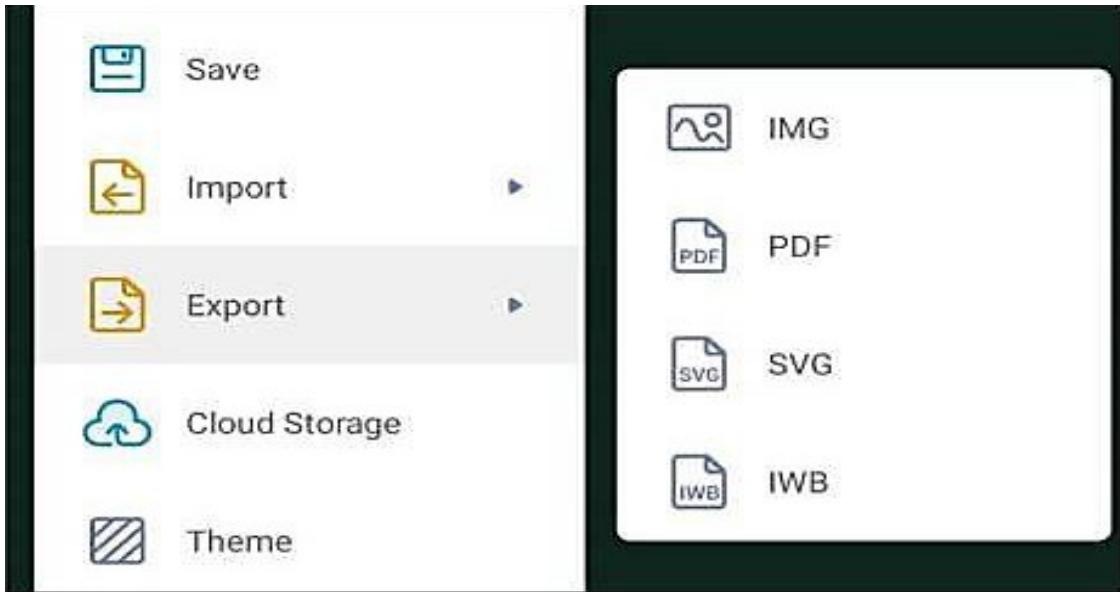 Save
Import
Export
Cloud Storage
Theme
IMG
PDF
PDF
SVG
SVG
IWB
IWB